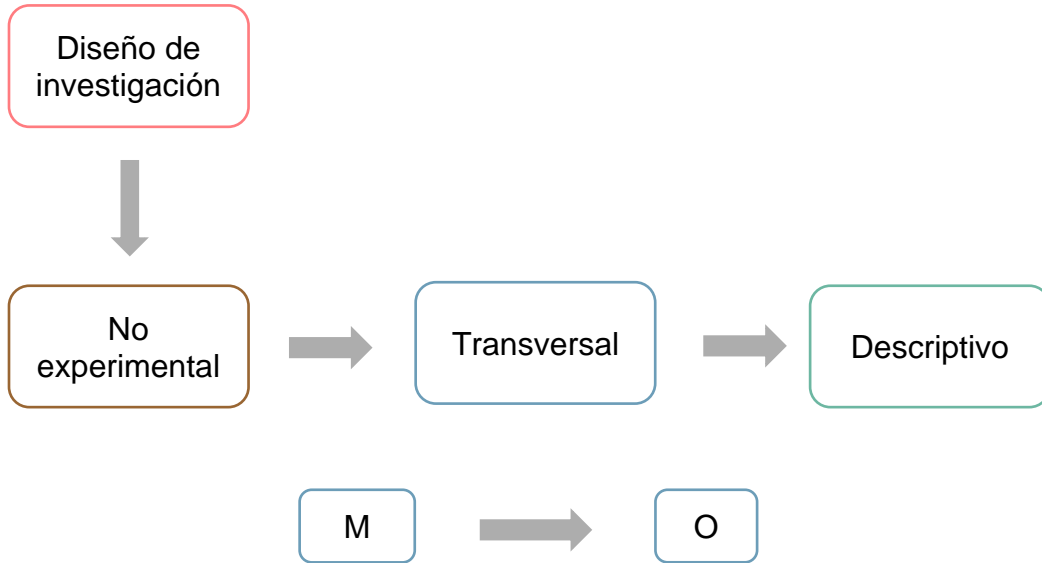 Diseño de
investigación
No
experimental
Transversal
Descriptivo
M
O